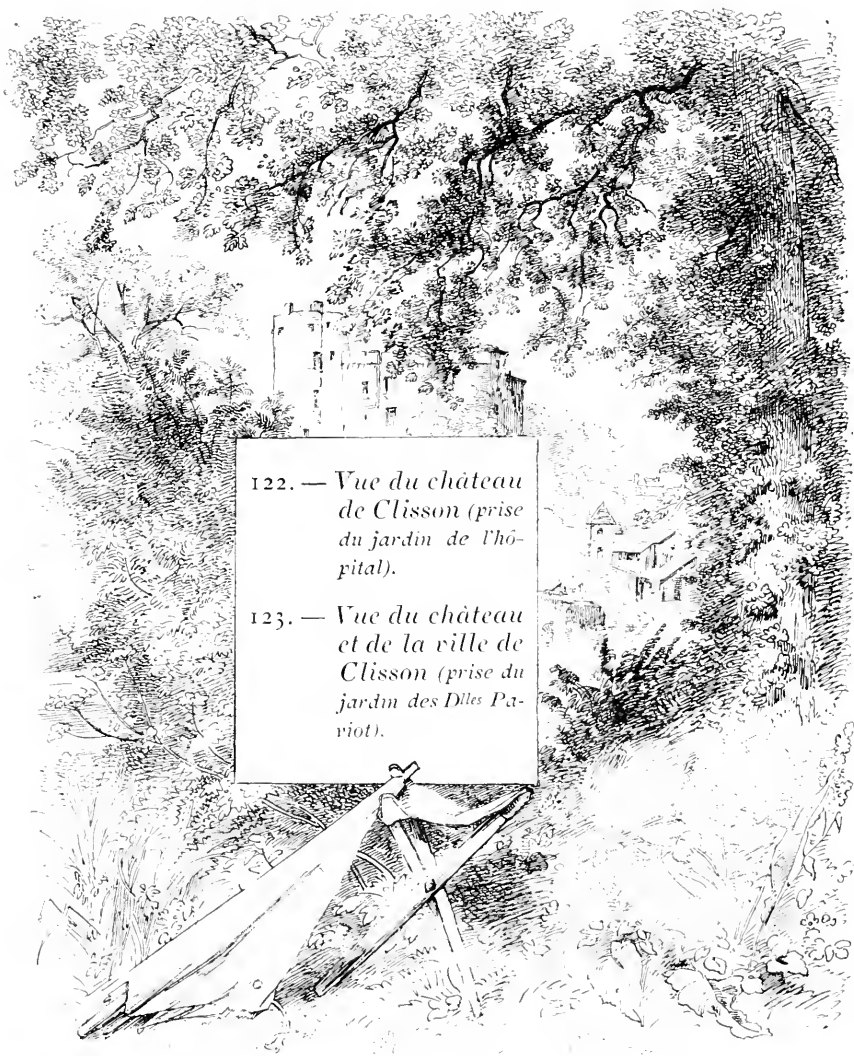 122. — Vue du château
de Clisson (prise
du jardin de l'hô-
pital).
123. — Vue du château
et de la ville de
Clisson (prise du
jardin des Dlles Pa-
riot).